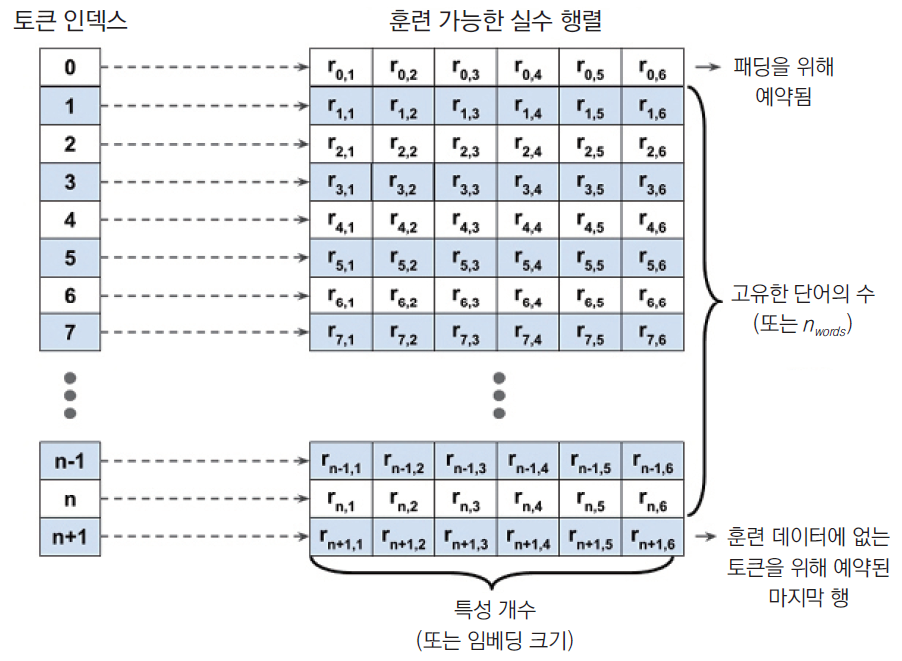 토큰 인덱스 훈련 가능한 실수 행렬
0 r0,1 r0,2 r0,3 r0,4 r0,5 r0,6 패딩을 위해
예약됨
1 r1,1 r1,2 r1,3 r1,4 r1,5 r1,6
2 r2,1 r2,2 r2,3 r2,4 r2,5 r2,6
3 r3,1 r3,2 r3,3 r3,4 r3,5 r3,6
4 r4,1 r4,2 r4,3 r4,4 r4,5 r4,6
5 r5,1 r5,2 r5,3 r5,4 r5,5 r5,6
6 r6,1 r6,2 r6,3 r6,4 r6,5 r6,6
고유한 단어의 수
(또는 nwords)
7 r7,1 r7,2 r7,3 r7,4 r7,5 r7,6
n-1 rn-1,1 rn-1,2 rn-1,3 rn-1,4 rn-1,5 rn-1,6
n rn,1 rn,2 rn,3 rn,4 rn,5 rn,6
n+1 rn+1,1 rn+1,2 rn+1,3 rn+1,4 rn+1,5 rn+1,6
훈련 데이터에 없는
토큰을 위해 예약된
마지막 행
특성 개수
(또는 임베딩 크기)